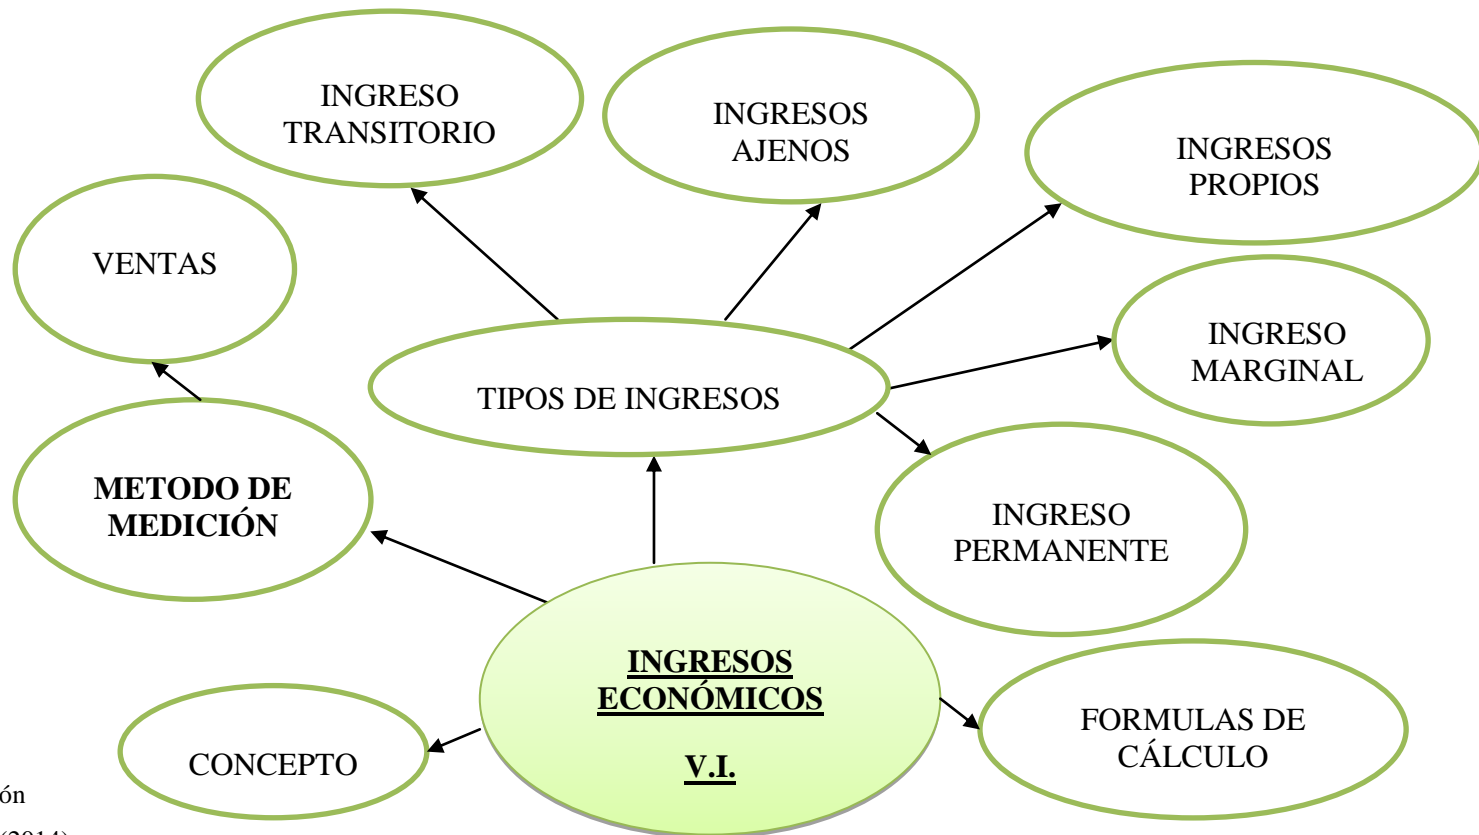 INGRESO
TRANSITORIO
INGRESOS
AJENOS
INGRESOS
PROPIOS
VENTAS
INGRESO
MARGINAL
TIPOS DE INGRESOS
METODO DE
MEDICIÓN
INGRESO
PERMANENTE
INGRESOS
ECONÓMICOS
V.I.
FORMULAS DE
CÁLCULO
CONCEPTO
ón